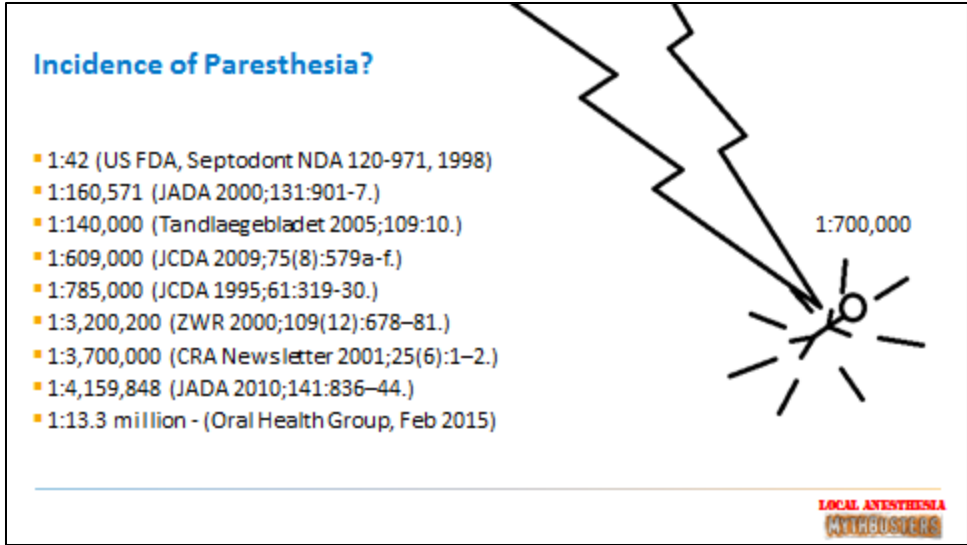 Incidence of Paresthesia?
1:42 (US FDA, Septodont NDA 120-971, 1998)
1:160,571 (JADA 2000;131:901-7.)
1:140,000 (Tandlaegebladet 2005;109:10.)
1:609,000 (JCDA 2009;75(8):579a-f.)
1:785,000 (JCDA 1995;61:319-30.)
1:3,200,200 (ZWR 2000;109(12):678–81.)
1:3,700,000 (CRA Newsletter 2001;25(6):1–2.)
1:4,159,848 (JADA 2010;141:836–44.)
1:13.3 million - (Oral Health Group, Feb 2015)
1:700,000
LOCAL ANESTHESIA
MYTHBUSTERS